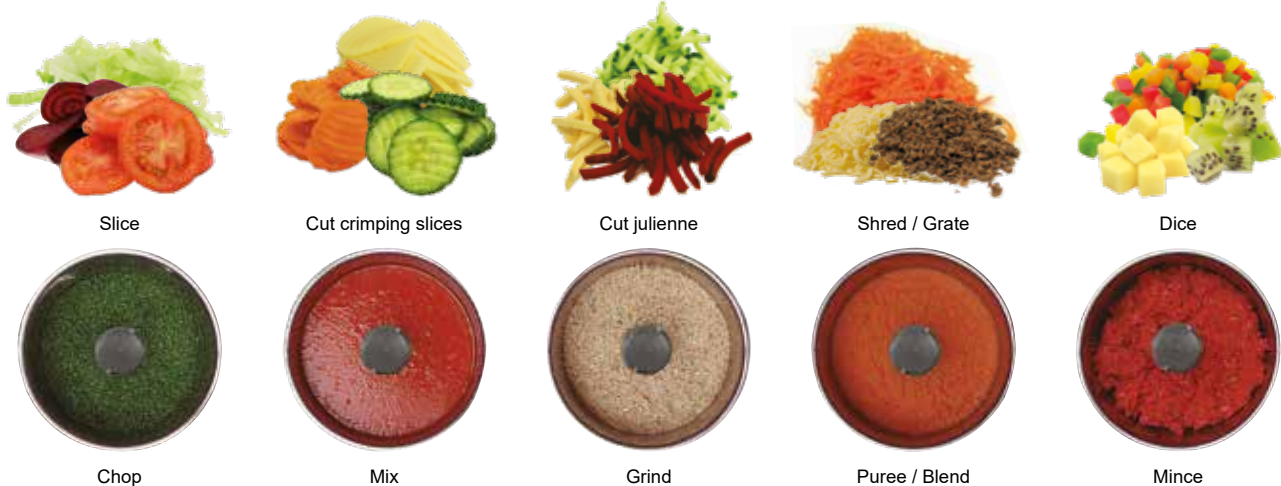 Slice
Cut crimping slices
Cut julienne
Shred / Grate
Dice
Chop
Mix
Grind
Puree / Blend
Mince